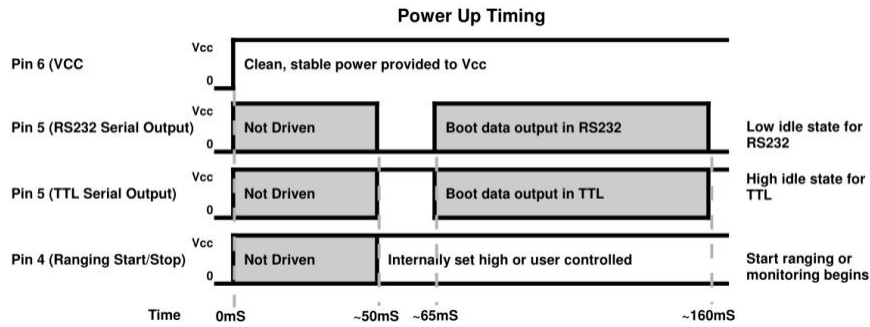 Power Up Timing
Pin 6 (VCC
Vcc
0
Clean, stable power provided to Vcc
Pin 5 (RS232 Serial Output)
Vcc
0
Not Driven
Boot data output in RS232
Low idle state for
RS232
Pin 5 (TTL Serial Output)
Vcc
0
Not Driven
Boot data output in TTL
High idle state for
TTL
Pin 4 (Ranging Start/Stop)
Vcc
0
Not Driven
Internally set high or user controlled
Start ranging or
monitoring begins
Time
0mS
~50mS
~65mS
~160mS